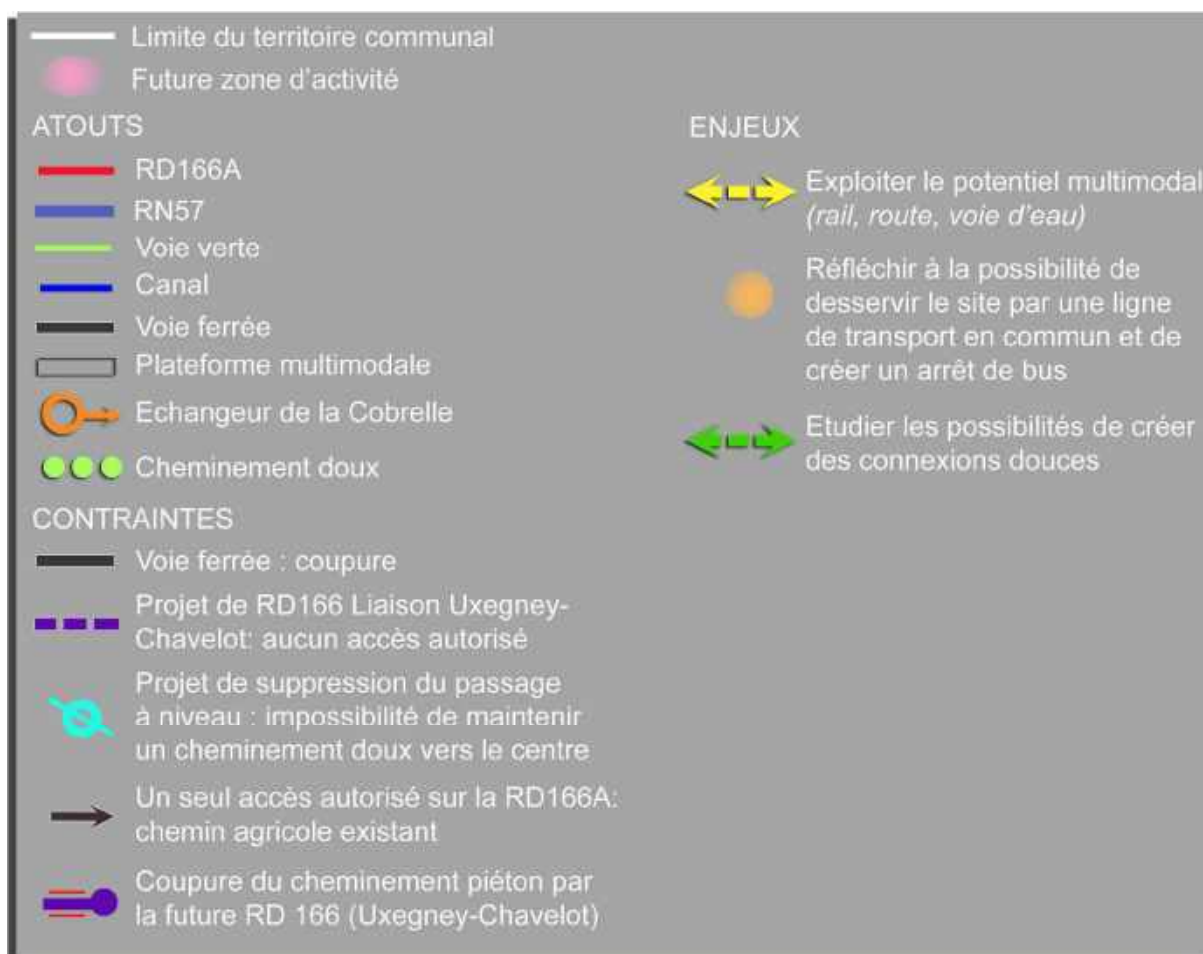 Limite du territoire communal
Future zone d'activité
ATOUTS
RD166A
RN57
Voie verte
Canal
Voie ferrée
Plateforme multimodale
Echangeur de la Cobrelle
Cheminement doux
CONTRAINTES
Voie ferrée : coupure
Projet de RD166 Liaison Uxegney-
Chavelot: aucun accès autorisé
Projet de suppression du passage
à niveau : impossibilité de maintenir
un cheminement doux vers le centre
Un seul accès autorisé sur la RD166A:
chemin agricole existant
Coupure du cheminement piéton par
la future RD 166 (Uxegney-Chavelot)
ENJEUX
Exploiter le potentiel multimodal
(rail, route, voie d'eau)
Réfléchir à la possibilité de
desservir le site par une ligne
de transport en commun et de
créer un arrêt de bus
Etudier les possibilités de créer
des connexions douces